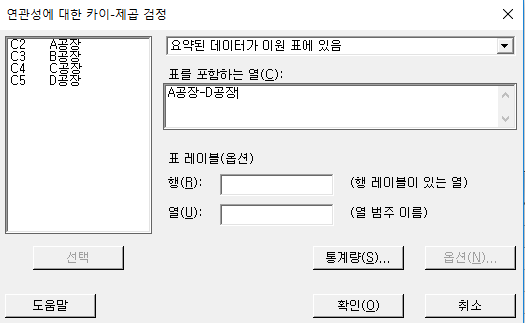 연관성에 대한 카이-제곱 검정
C2 A공장
C3 B공장
C4 C공장
C5 D공장
요약된 데이터가 이원 표에 있음
표를 포함하는 열(C):
A공장-D공장
표 레이블(옵션)
행(R): (행 레이블이 있는 열)
열(U): (열 범주 이름)
선택
통계량(S)...
옵션(N)...
도움말
확인(O)
취소